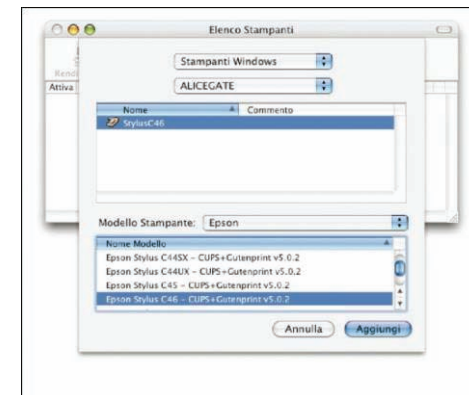 Elenco Stampanti
Stampanti Windows
Rendi
Attiva
ALICEGATE
Nome
Commento
StylusC46
Modello Stampante: Epson
Nome Modello
Epson Stylus C44SX – CUPS+Gutenprint v5.0.2
Epson Stylus C44UX – CUPS+Gutenprint v5.0.2
Epson Stylus C45 – CUPS+Gutenprint v5.0.2
Epson Stylus C46 – CUPS+Gutenprint v5.0.2
Annulla
Aggiungi